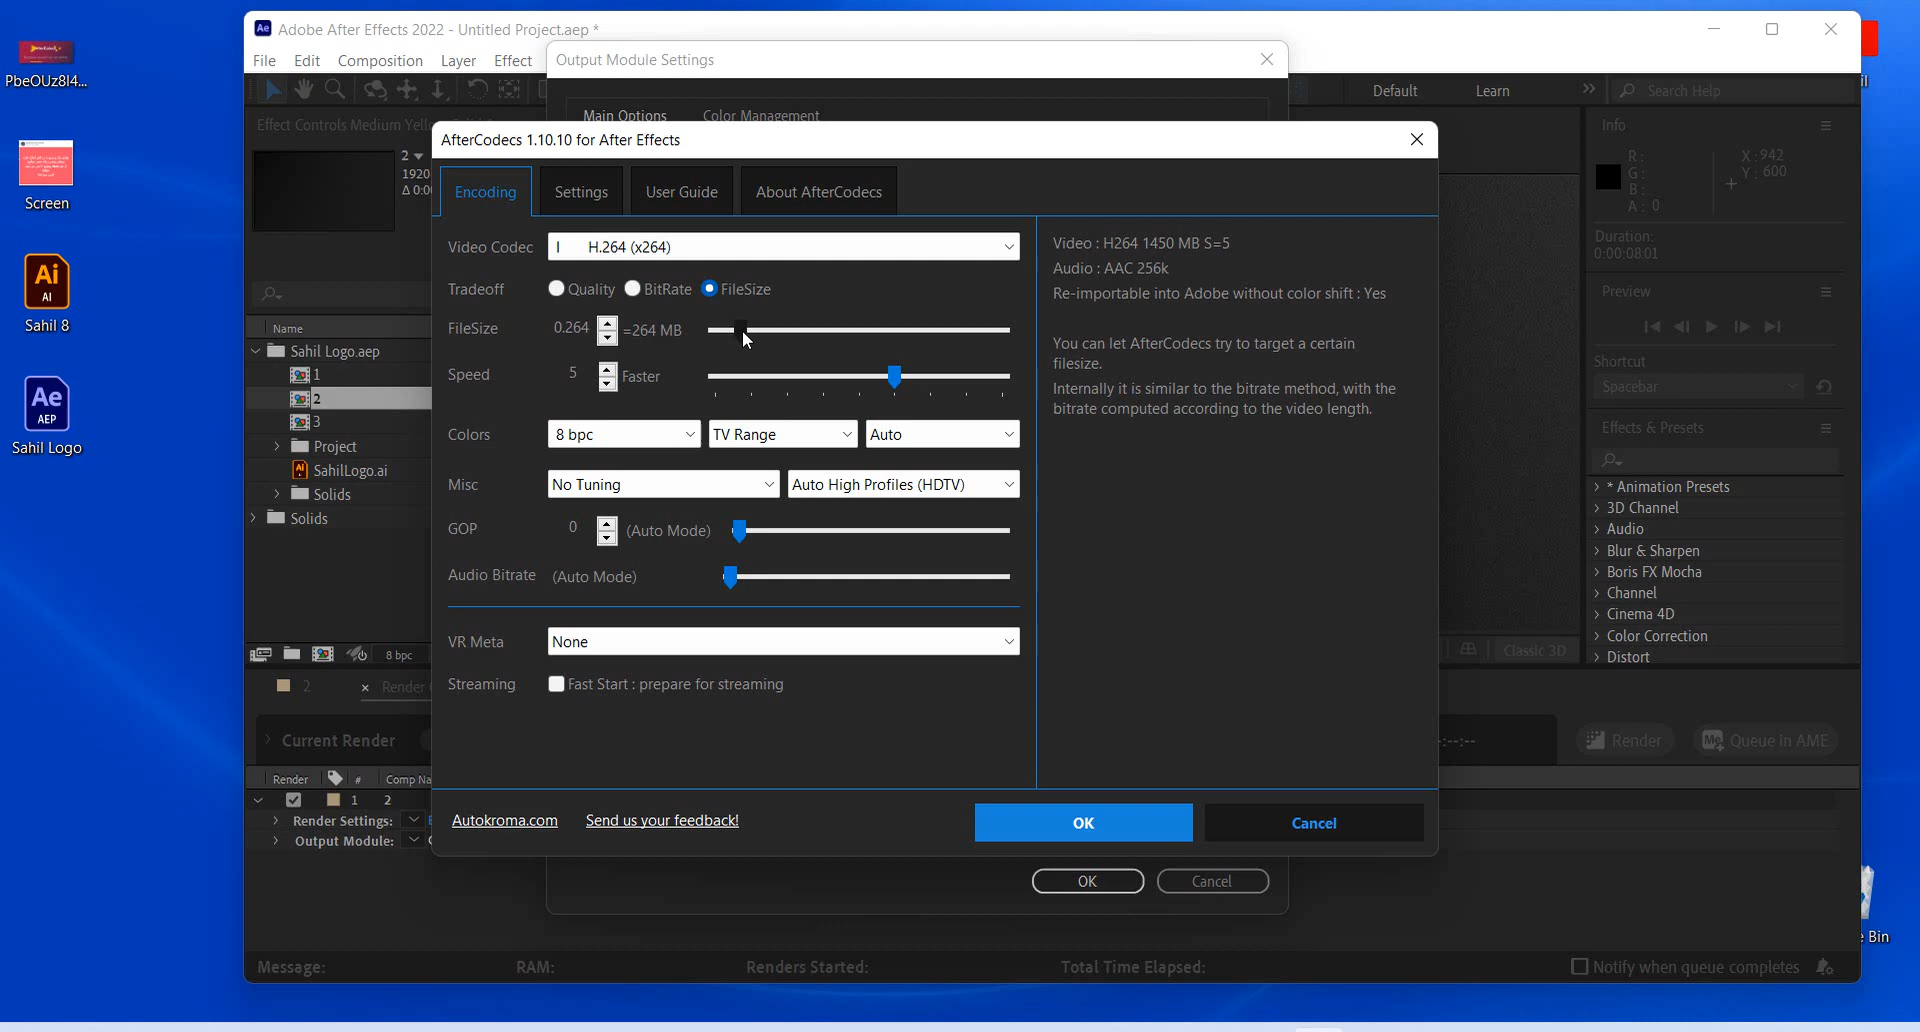 PbeOUz8I4...
Screen
Ai
AI
Sahil 8
Ae
AEP
Sahil Logo
Ae Adobe After Effects 2022 - Untitled Project.aep *
File Edit Composition Layer Effect
Default Learn Search Help
Output Module Settings
Main Options Color Management
Effect Controls Medium
2
1920
Δ 0:00
Name
Sahil Logo.aep
1
2
3
Project
SahilLogo.ai
Solids
Solids
8 bpc
AfterCodecs 1.10.10 for After Effects
Encoding Settings User Guide About AfterCodecs
Video Codec I H.264 (x264)
Tradeoff Quality BitRate FileSize
FileSize 0.264 =264 MB
Speed 5 Faster
Colors 8 bpc TV Range Auto
Misc No Tuning Auto High Profiles (HDTV)
GOP 0 (Auto Mode)
Audio Bitrate (Auto Mode)
VR Meta None
Streaming Fast Start : prepare for streaming
Video : H264 1450 MB S=5
Audio : AAC 256k
Re-importable into Adobe without color shift : Yes
You can let AfterCodecs try to target a certain
filesize.
Internally it is similar to the bitrate method, with the
bitrate computed according to the video length.
Autokroma.com Send us your feedback! OK Cancel
OK Cancel
Info
R :
G :
B :
A : 0
X : 942
Y : 600
Duration:
0:00:08:01
Preview
Shortcut
Spacebar
Effects & Presets
* Animation Presets
3D Channel
Audio
Blur & Sharpen
Boris FX Mocha
Channel
Cinema 4D
Color Correction
Distort
Classic 3D
2 × Render
Current Render
-:--:-- Render Me Queue in AME
Render # Comp Na
1 2
Render Settings:
Output Module:
Message: RAM: Renders Started: Total Time Elapsed: Notify when queue completes
e Bin